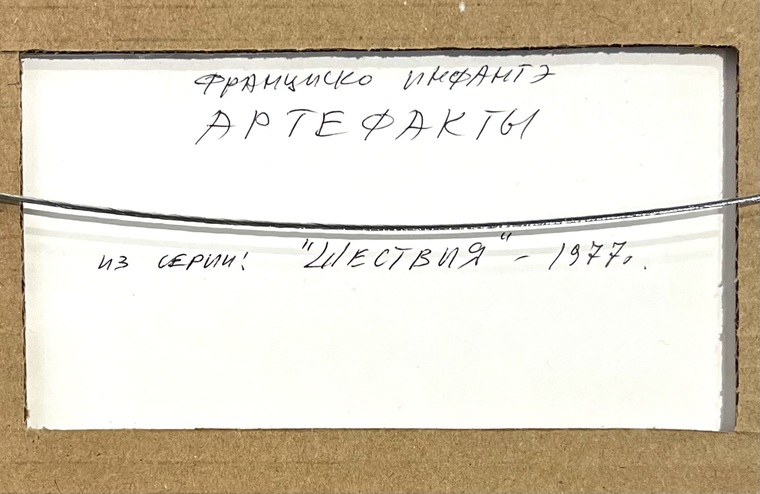 ФРАНЦИСКО ИНФАНТЭ
АРТЕФАКТЫ
ИЗ СЕРИИ: "ШЕСТВИЯ" - 1977г.